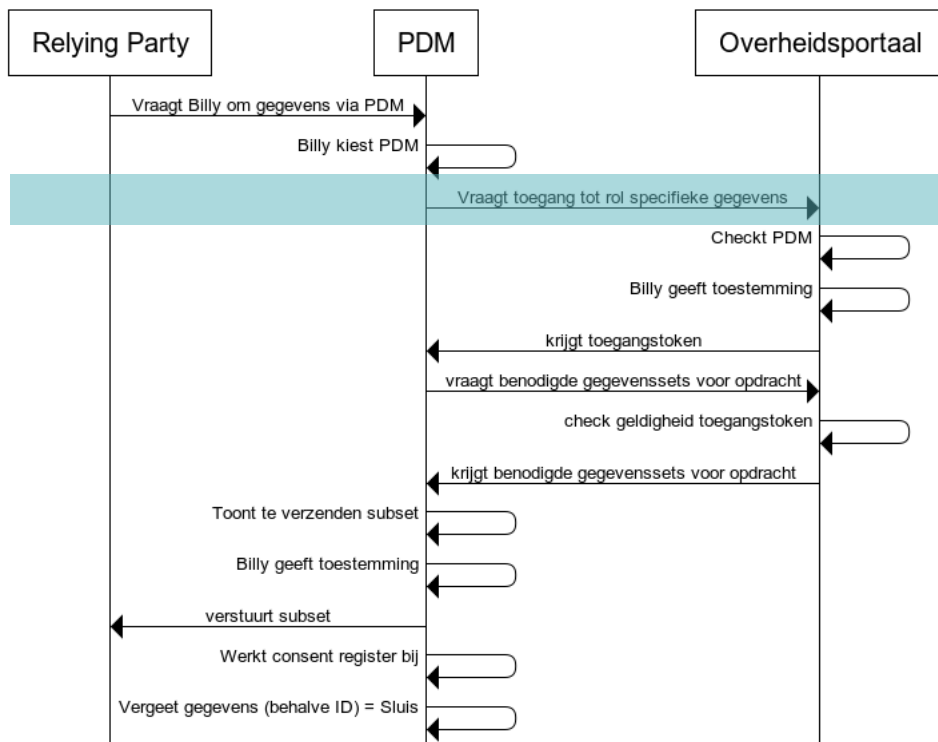 Relying Party
PDM
Overheidsportaal
Vraagt Billy om gegevens via PDM
Billy kiest PDM
Vraagt toegang tot rol specifieke gegevens
Checkt PDM
Billy geeft toestemming
krijgt toegangstoken
vraagt benodigde gegevenssets voor opdracht
check geldigheid toegangstoken
krijgt benodigde gegevenssets voor opdracht
Toont te verzenden subset
Billy geeft toestemming
verstuurt subset
Werkt consent register bij
Vergeet gegevens (behalve ID) = Sluis